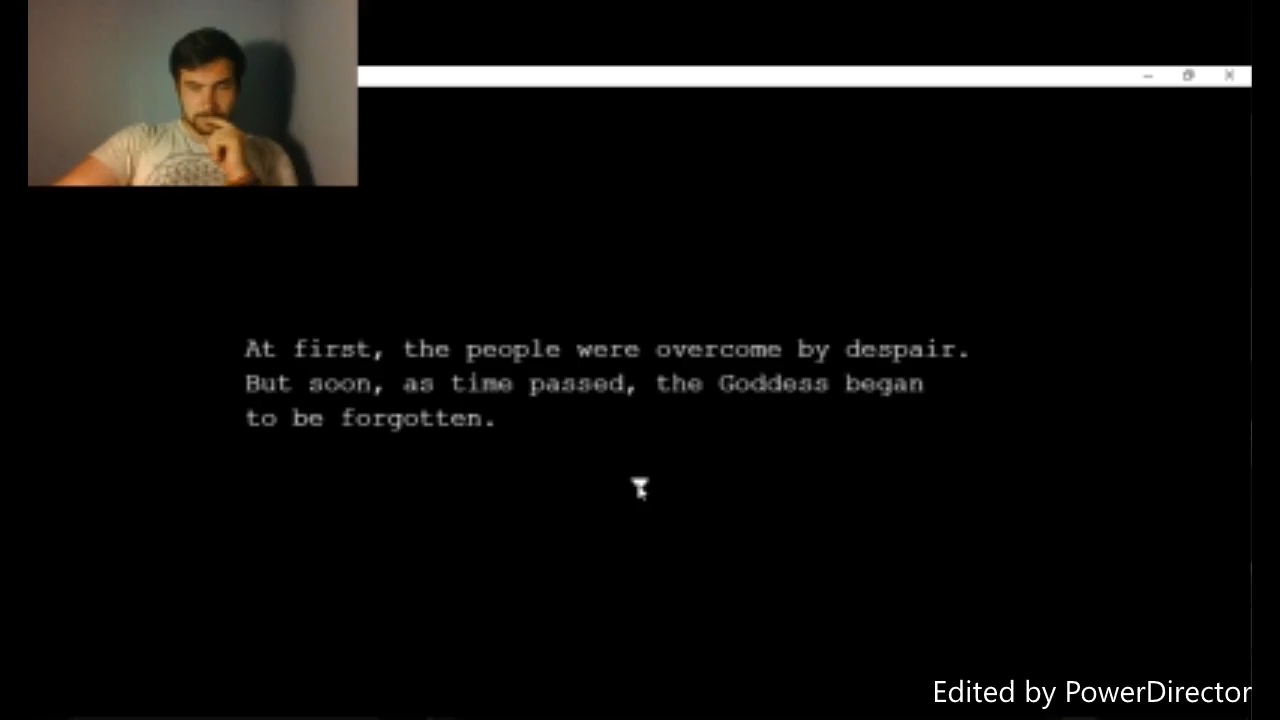 At first, the people were overcome by despair.
But soon, as time passed, the Goddess began
to be forgotten.
Edited by PowerDirector